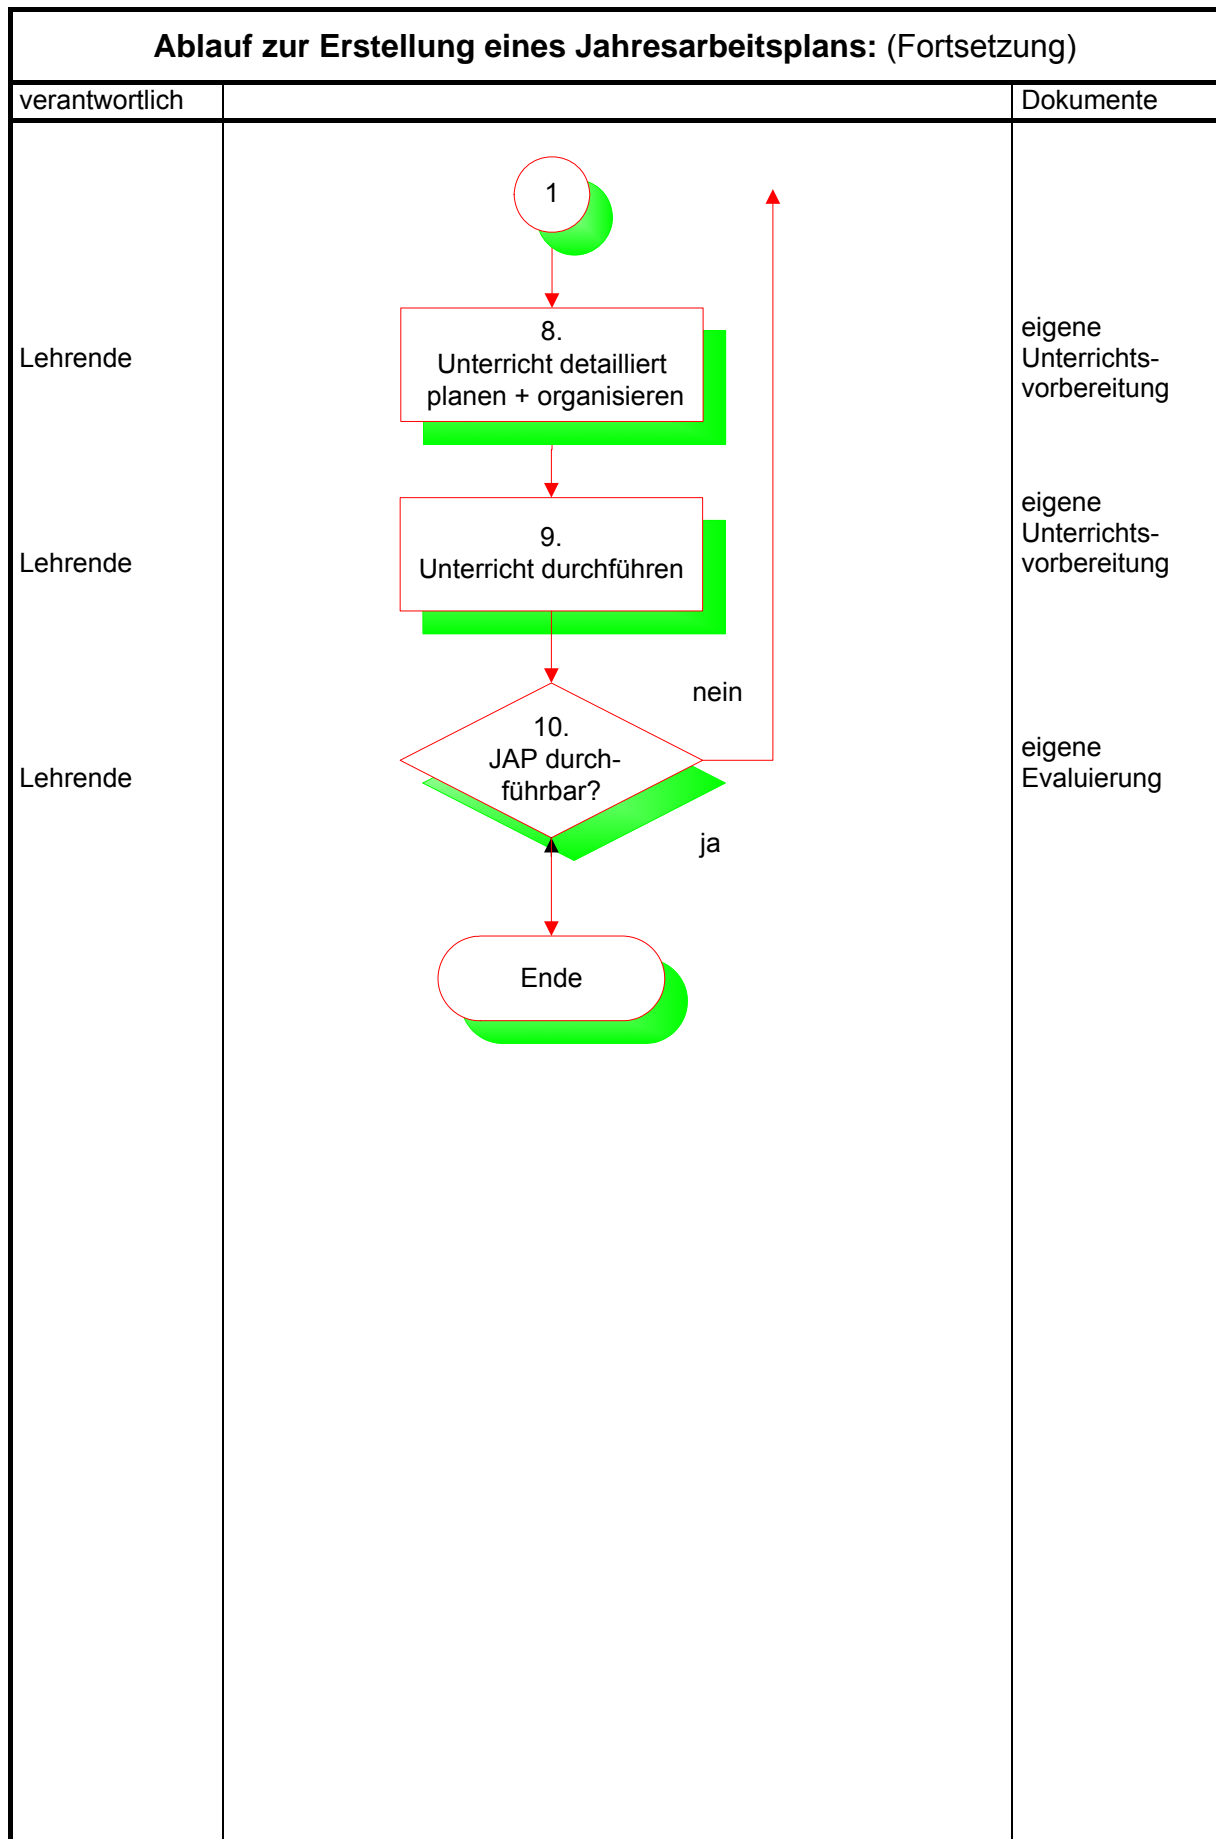 Ablauf zur Erstellung eines Jahresarbeitsplans: (Fortsetzung)
verantwortlich
Dokumente
1
Lehrende
8.
Unterricht detailliert
planen + organisieren
eigene
Unterrichts-
vorbereitung
Lehrende
9.
Unterricht durchführen
eigene
Unterrichts-
vorbereitung
nein
Lehrende
10.
JAP durch-
führbar?
eigene
Evaluierung
ja
Ende